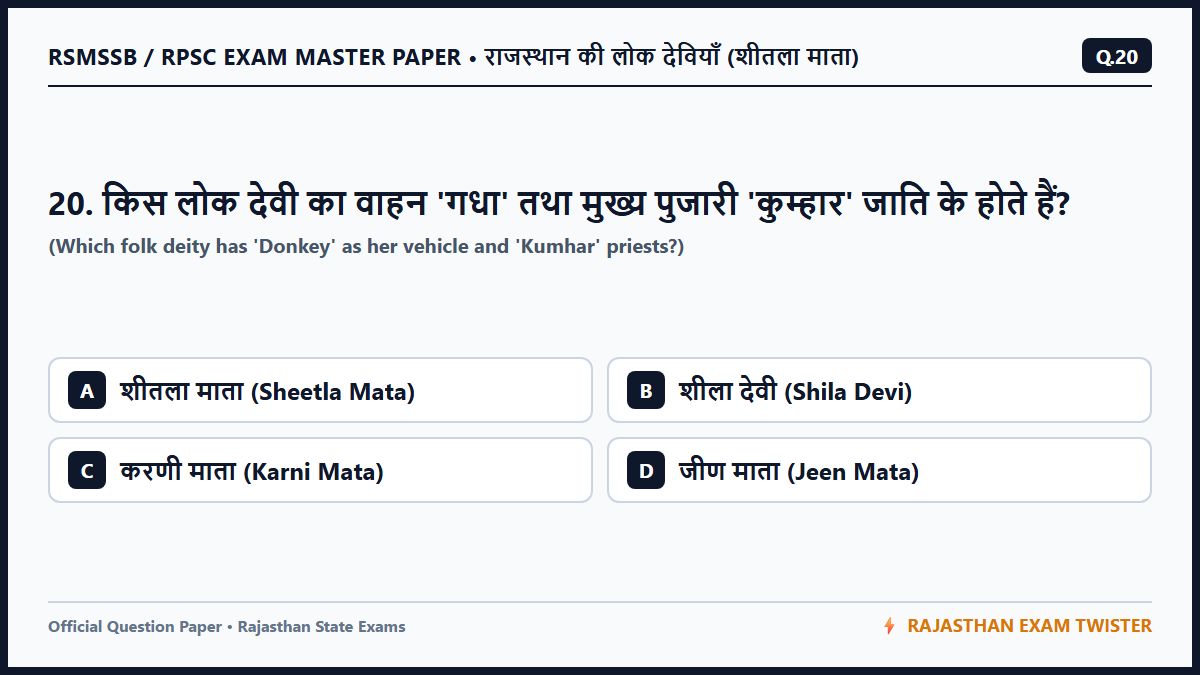 RSMSSB / RPSC EXAM MASTER PAPER • राजस्थान की लोक देवियाँ (शीतला माता)
Q.20
20. किस लोक देवी का वाहन 'गधा' तथा मुख्य पुजारी 'कुम्हार' जाति के होते हैं?
(Which folk deity has 'Donkey' as her vehicle and 'Kumhar' priests?)
A शीतला माता (Sheetla Mata)
B शीला देवी (Shila Devi)
C करणी माता (Karni Mata)
D जीण माता (Jeen Mata)
Official Question Paper • Rajasthan State Exams
RAJASTHAN EXAM TWISTER